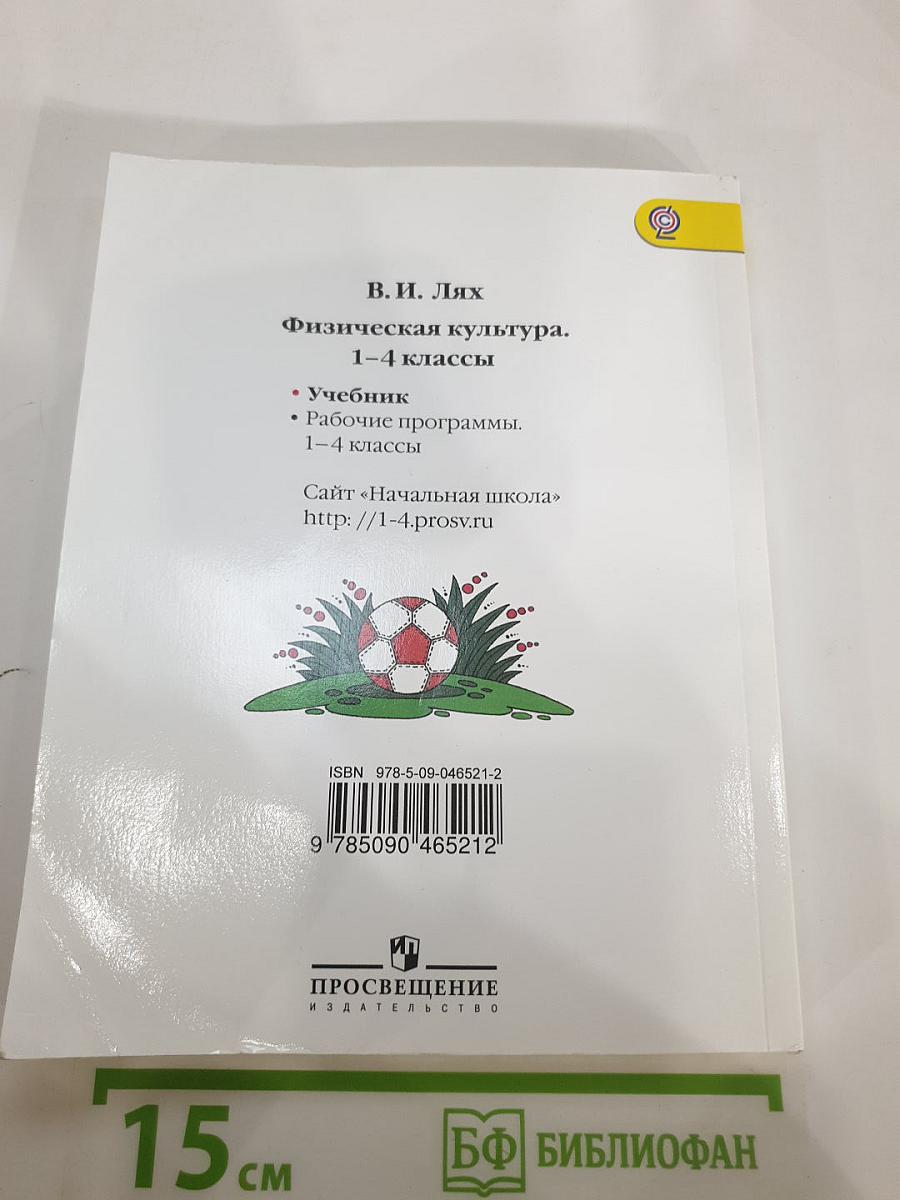 В. И. Лях
Физическая культура.
1–4 классы
• Учебник
• Рабочие программы.
1–4 классы
Сайт «Начальная школа»
http: //1-4.prosv.ru
ISBN 978-5-09-046521-2
9 785090 465212
ИП
ПРОСВЕЩЕНИЕ
ИЗДАТЕЛЬСТВО
15 см
БФ БИБЛИОФАН